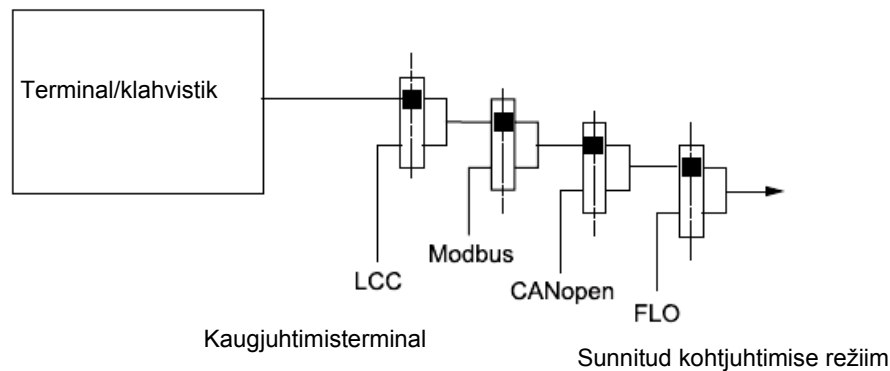 Terminal/klahvistik
LCC
Modbus
CANopen
FLO
Kaugjuhtimisterminal
Sunnitud kohtjuhtimise režiim